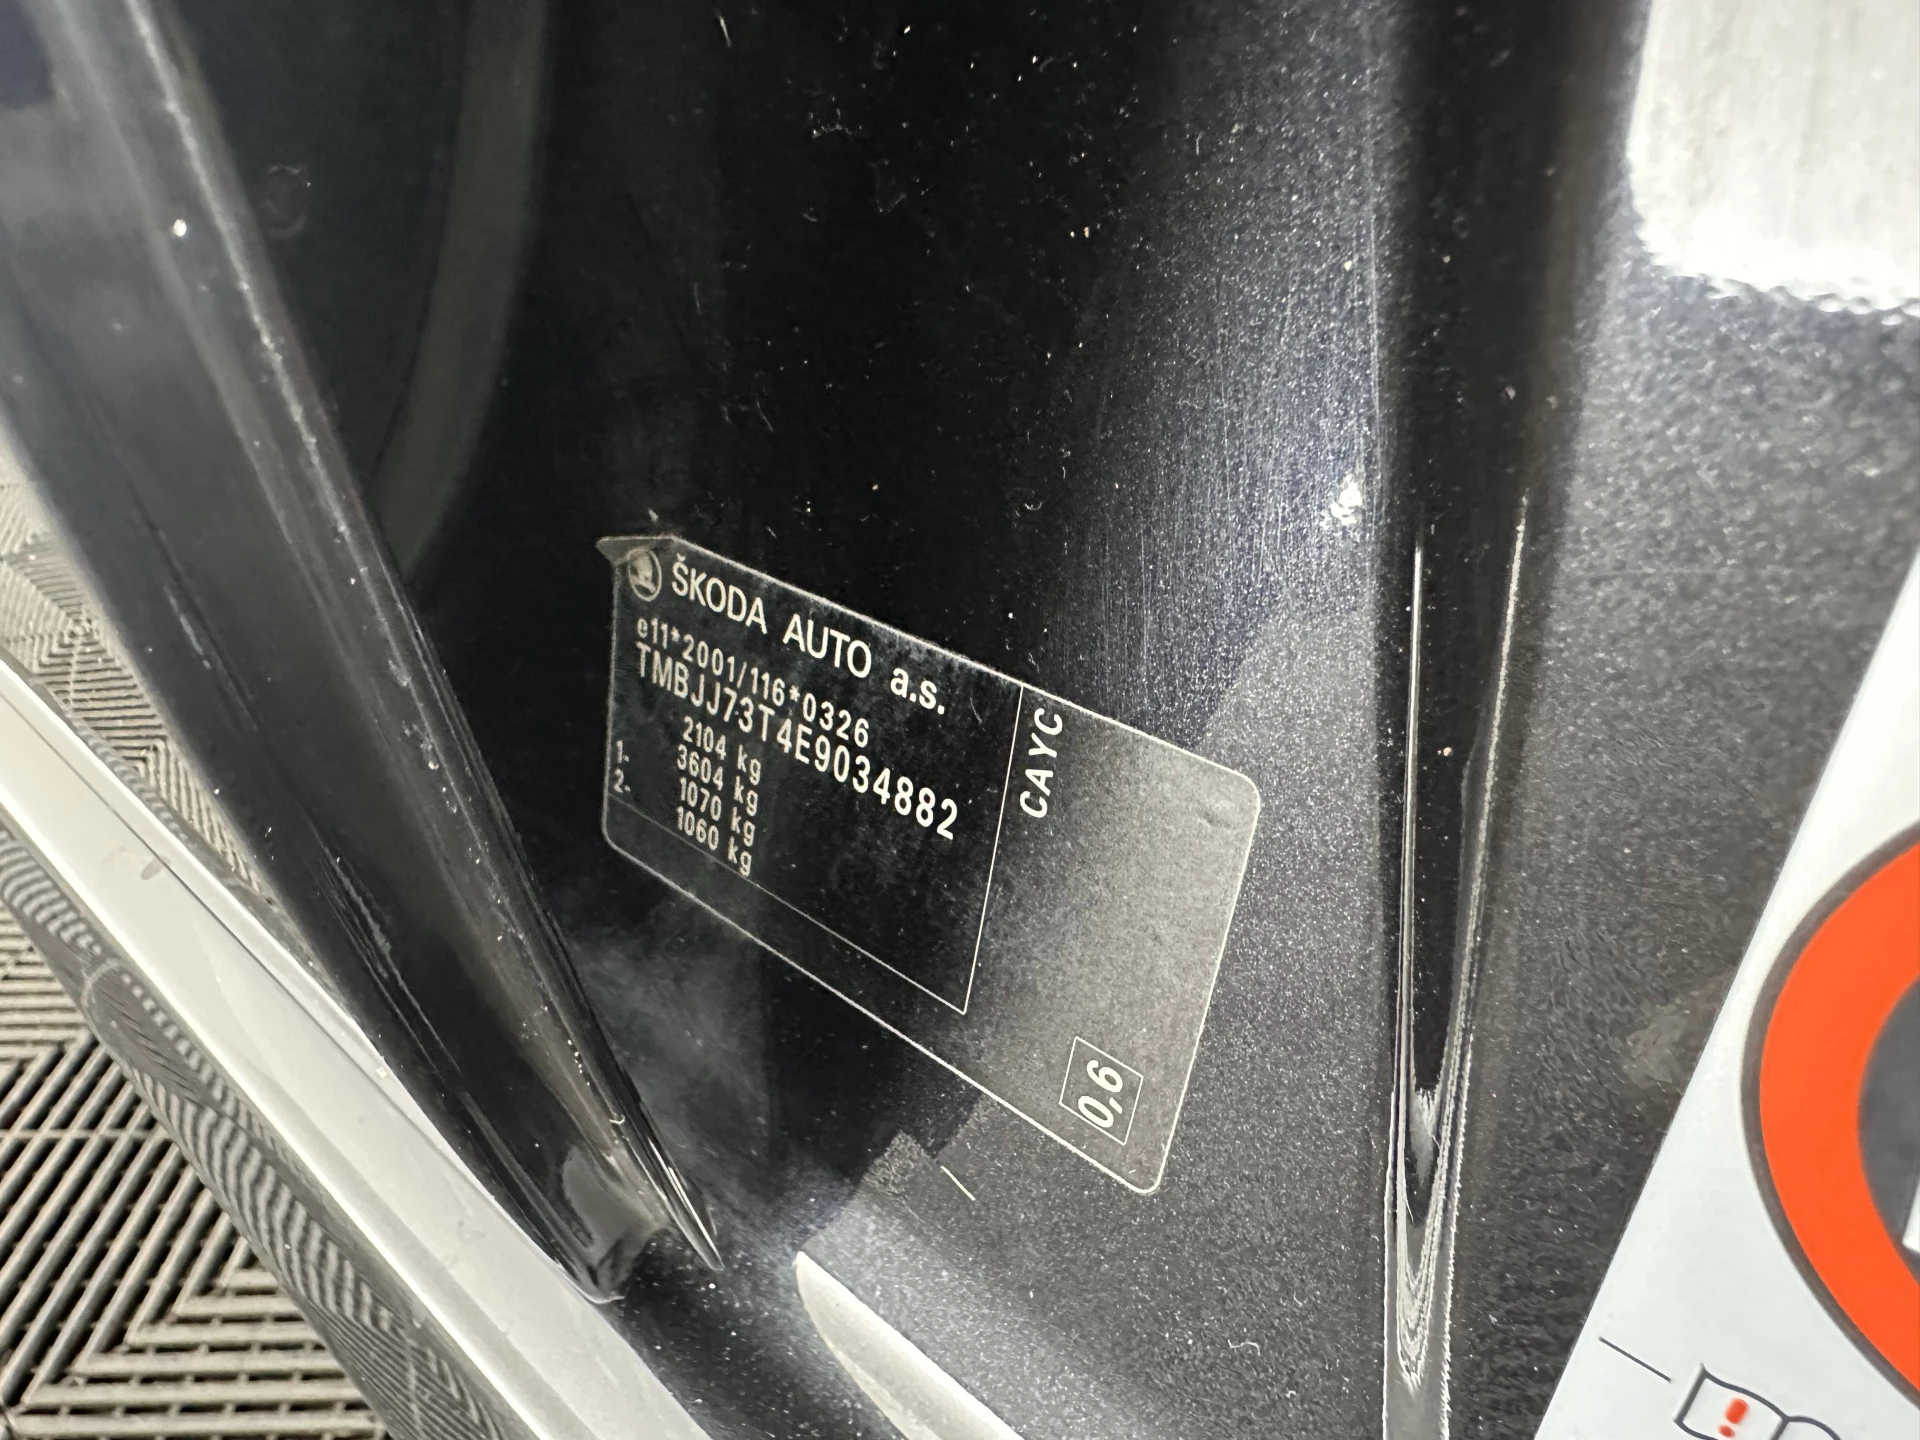 ŠKODA AUTO a.s.
e11*2001/116*0326
TMBJJ73T4E9034882
2104 kg
3604 kg
1- 1070 kg
2- 1060 kg
CAYC
0,6